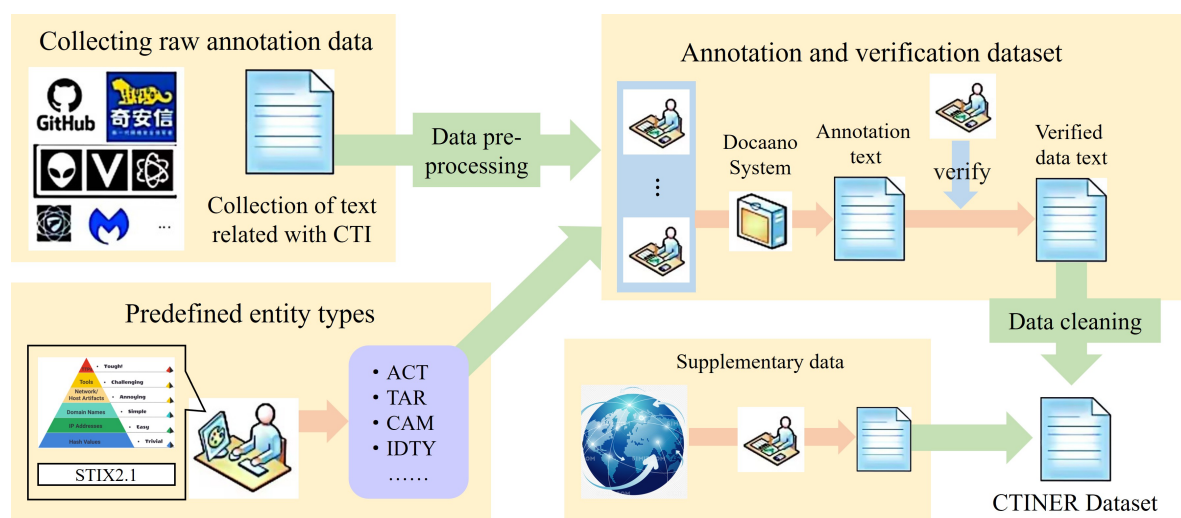 Collecting raw annotation data
GitHub
奇安信
V
...
Collection of text
related with CTI
Data pre-
processing
Annotation and verification dataset
Docaano
System
Annotation
text
verify
Verified
data text
Predefined entity types
• Tough!
Tools • Challenging
Network/
Host Artifacts • Annoying
Domain Names • Simple
IP Addresses • Easy
Hash Values • Trivial
STIX2.1
• ACT
• TAR
• CAM
• IDTY
……
Supplementary data
Data cleaning
CTINER Dataset